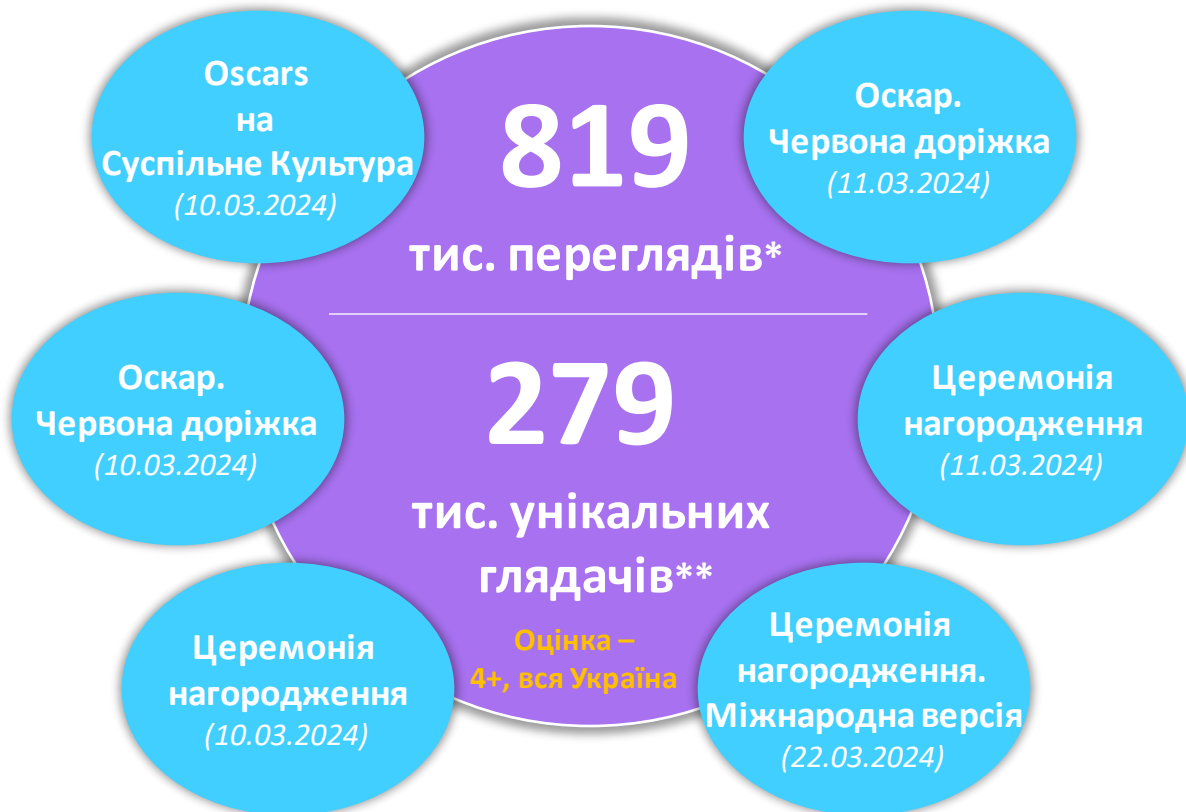 Oscars
на
Суспільне Культура
(10.03.2024)
819
тис. переглядів*
Оскар.
Червона доріжка
(11.03.2024)
Оскар.
Червона доріжка
(10.03.2024)
279
тис. унікальних
глядачів**
Оцінка –
4+, вся Україна
Церемонія
нагородження
(11.03.2024)
Церемонія
нагородження
(10.03.2024)
Церемонія
нагородження.
Міжнародна версія
(22.03.2024)